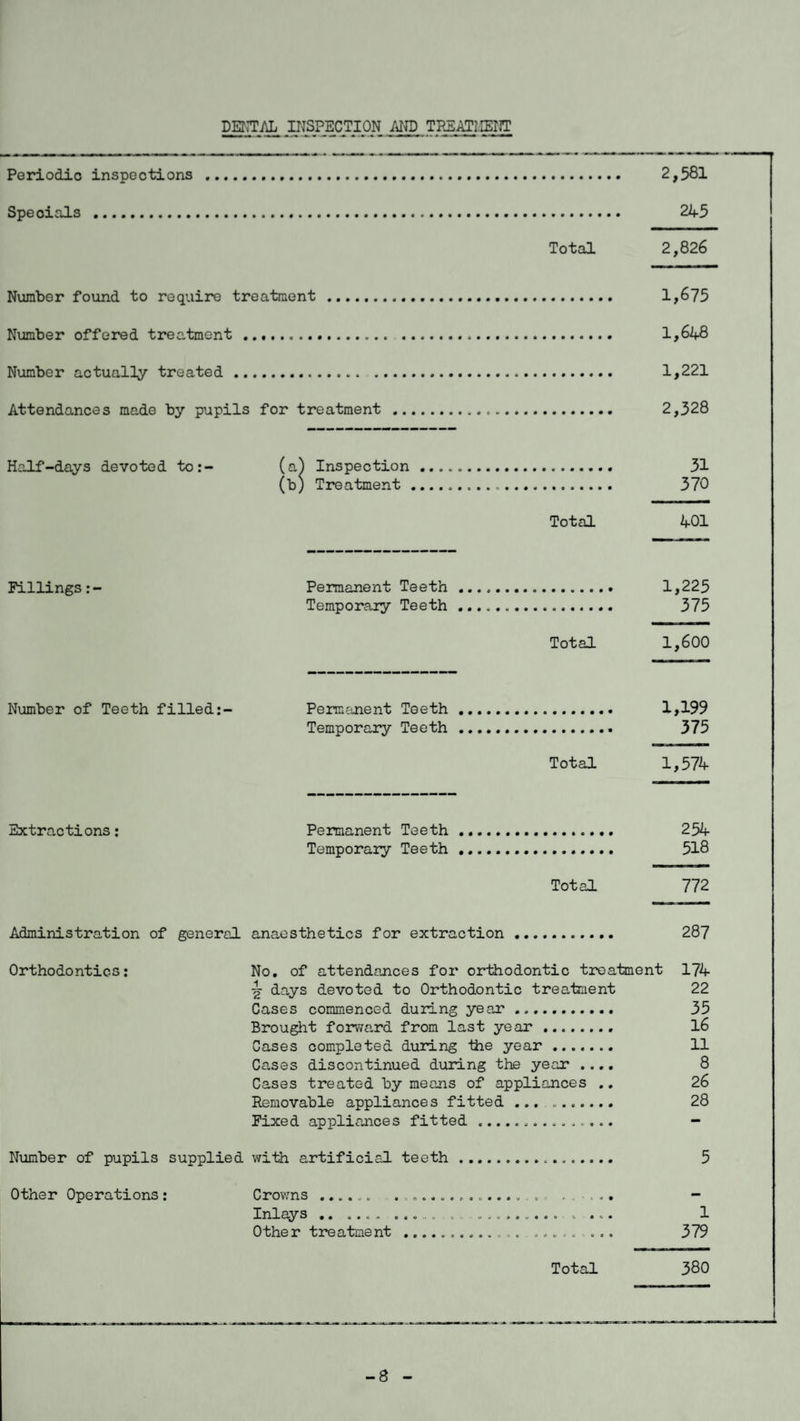 DENTAL INSPECTION AND TREATMENT
Periodic inspections ........ 2,581
Specials ........ 245
Total 2,826
Number found to require treatment ........ 1,675
Number offered treatment ........ 1,648
Number actually treated ........ 1,221
Attendances made by pupils for treatment ........ 2,328
Half-days devoted to:- (a) Inspection ........ 31
(b) Treatment ........ 370
Total 401
Fillings:- Permanent Teeth ........ 1,225
Temporary Teeth ........ 375
Total 1,600
Number of Teeth filled:- Permanent Teeth ........ 1,199
Temporary Teeth ........ 375
Total 1,574
Extractions: Permanent Teeth ........ 254
Temporary Teeth ........ 518
Total 772
Administration of general anaesthetics for extraction ........ 287
Orthodontics: No. of attendances for orthodontic treatment 174
½ days devoted to Orthodontic treatment 22
Cases commenced during year ........ 35
Brought forward from last year ........ 16
Cases completed during the year ....... 11
Cases discontinued during the year .... 8
Cases treated by means of appliances .. 26
Removable appliances fitted ........ 28
Fixed appliances fitted ........ -
Number of pupils supplied with artificial teeth ........ 5
Other Operations: Crowns ........ -
Inlays ........ 1
Other treatment ........ 379
Total 380
-8 -